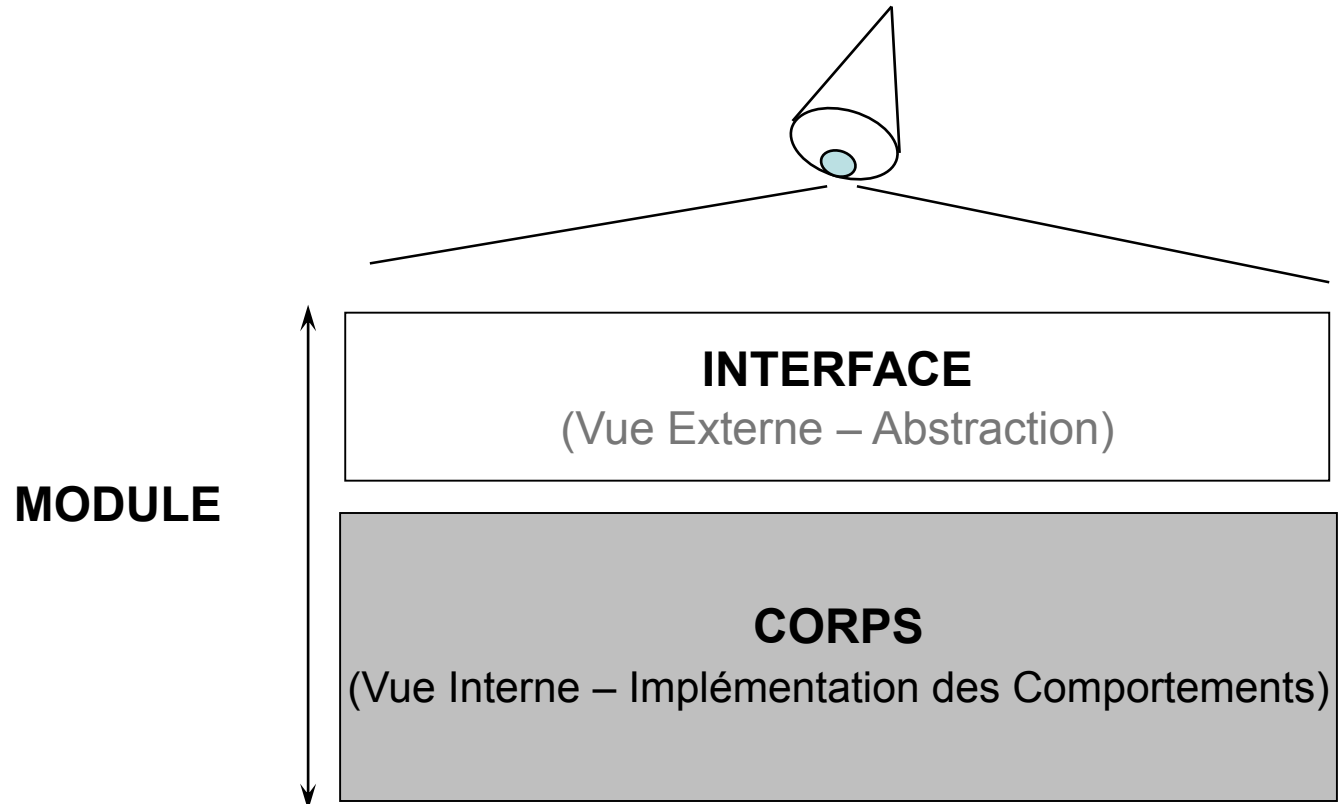 INTERFACE
(Vue Externe – Abstraction)
MODULE
CORPS
(Vue Interne – Implémentation des Comportements)